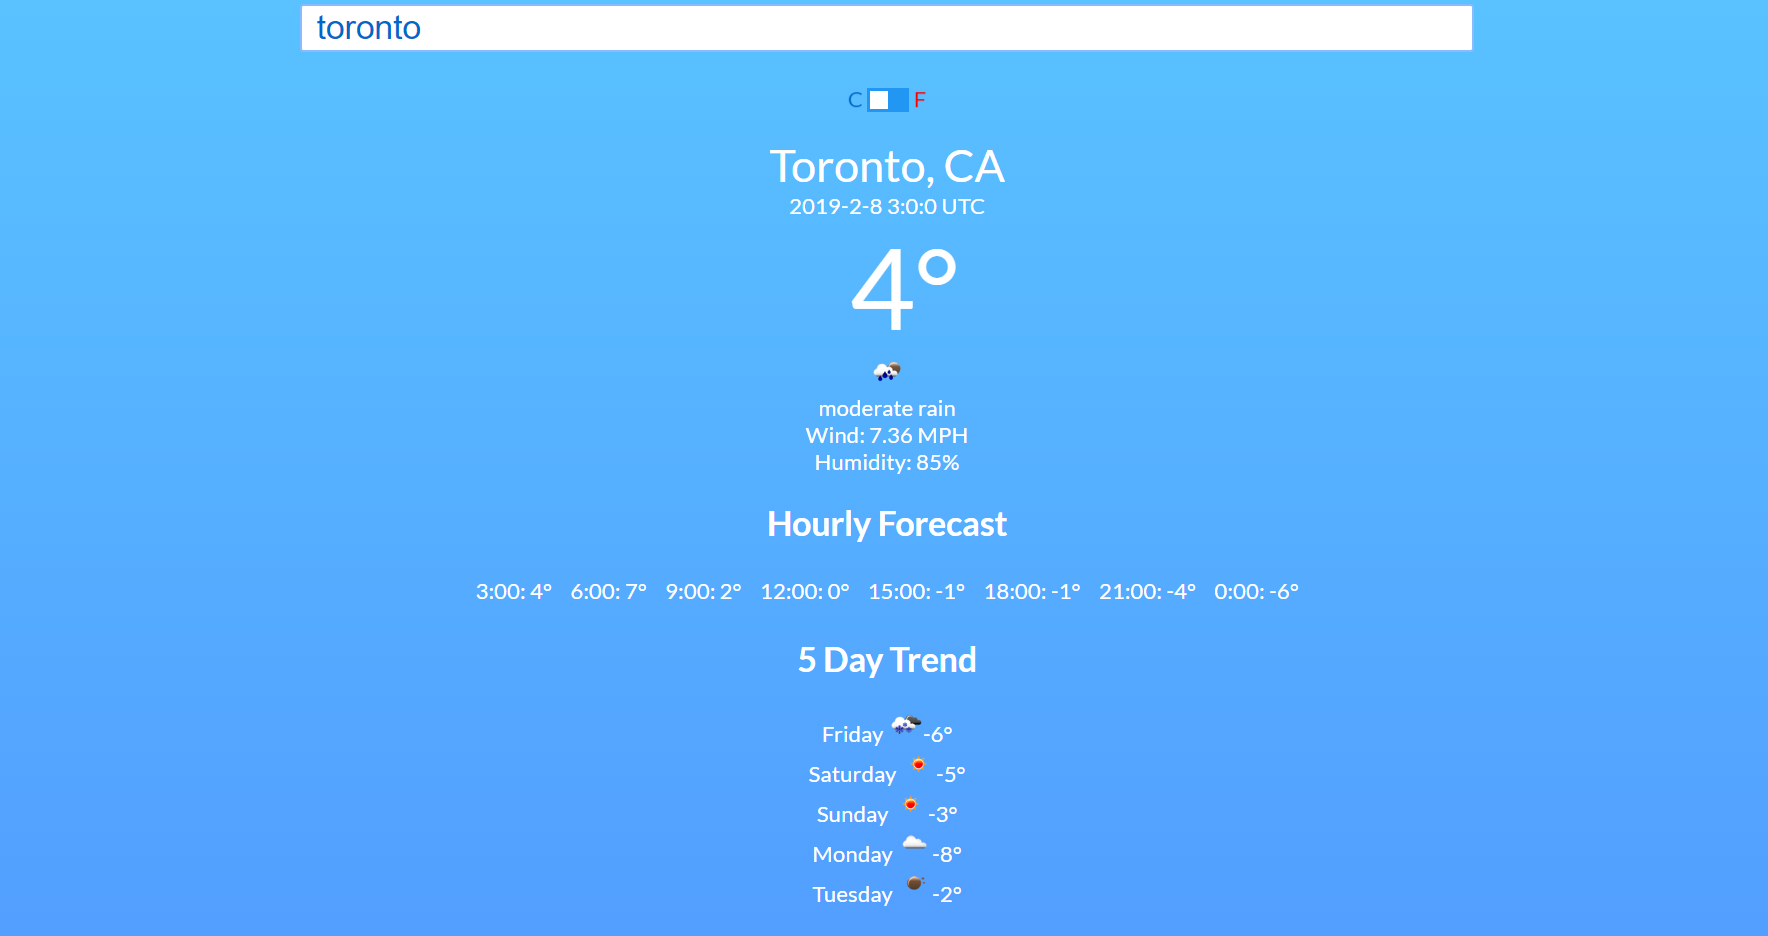 toronto
C F
Toronto, CA
2019-2-8 3:0:0 UTC
4°
moderate rain
Wind: 7.36 MPH
Humidity: 85%
Hourly Forecast
3:00: 4° 6:00: 7° 9:00: 2° 12:00: 0° 15:00: -1° 18:00: -1° 21:00: -4° 0:00: -6°
5 Day Trend
Friday -6°
Saturday -5°
Sunday -3°
Monday -8°
Tuesday -2°